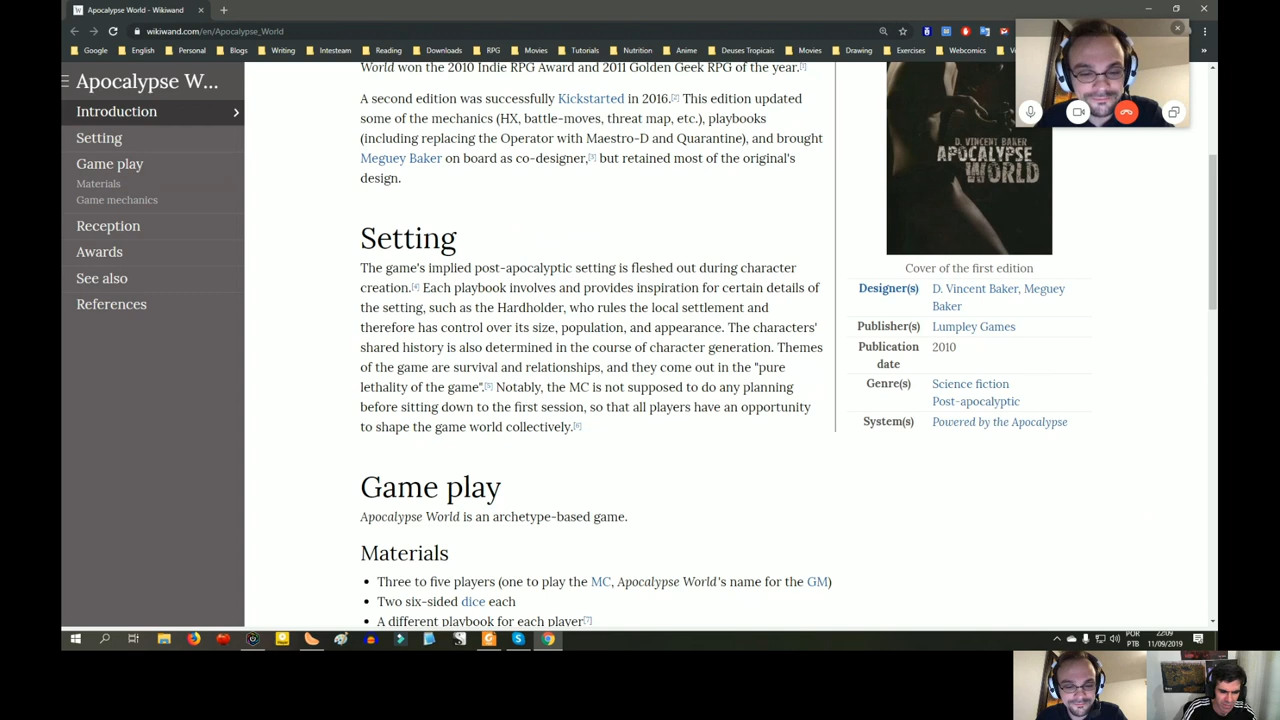 Apocalypse World - Wikiwand
wikiwand.com/en/Apocalypse_World
Google English Personal Blogs Writing Intesteam Reading Downloads RPG Movies Tutorials Nutrition Anime Deuses Tropicais Movies Drawing Exercises Webcomics
Apocalypse W...
Introduction
Setting
Game play
Materials
Game mechanics
Reception
Awards
See also
References
World won the 2010 Indie RPG Award and 2011 Golden Geek RPG of the year.[1]
A second edition was successfully Kickstarted in 2016.[2] This edition updated
some of the mechanics (HX, battle-moves, threat map, etc.), playbooks
(including replacing the Operator with Maestro-D and Quarantine), and brought
Meguey Baker on board as co-designer,[3] but retained most of the original's
design.
Setting
The game's implied post-apocalyptic setting is fleshed out during character
creation.[4] Each playbook involves and provides inspiration for certain details of
the setting, such as the Hardholder, who rules the local settlement and
therefore has control over its size, population, and appearance. The characters'
shared history is also determined in the course of character generation. Themes
of the game are survival and relationships, and they come out in the "pure
lethality of the game".[5] Notably, the MC is not supposed to do any planning
before sitting down to the first session, so that all players have an opportunity
to shape the game world collectively.[6]
Game play
Apocalypse World is an archetype-based game.
Materials
• Three to five players (one to play the MC, Apocalypse World's name for the GM)
• Two six-sided dice each
• A different playbook for each player[7]
D. VINCENT BAKER
APOCALYPSE
WORLD
Cover of the first edition
Designer(s) D. Vincent Baker, Meguey
Baker
Publisher(s) Lumpley Games
Publication 2010
date
Genre(s) Science fiction
Post-apocalyptic
System(s) Powered by the Apocalypse
POR 22:09
PTB 11/09/2019